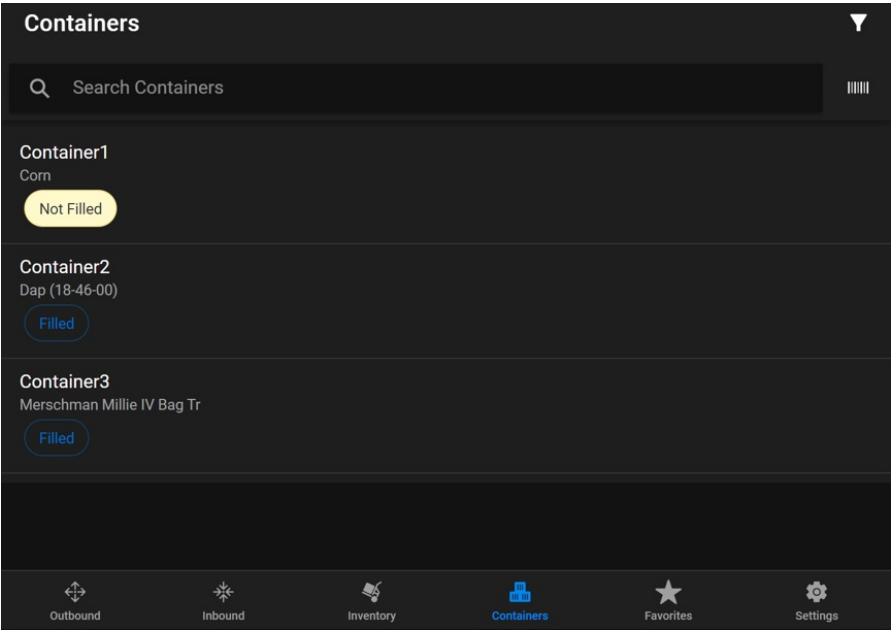 Containers
Search Containers
Container1
Corn
Not Filled
Container2
Dap (18-46-00)
Filled
Container3
Merschman Millie IV Bag Tr
Filled
Outbound
Inbound
Inventory
Containers
Favorites
Settings